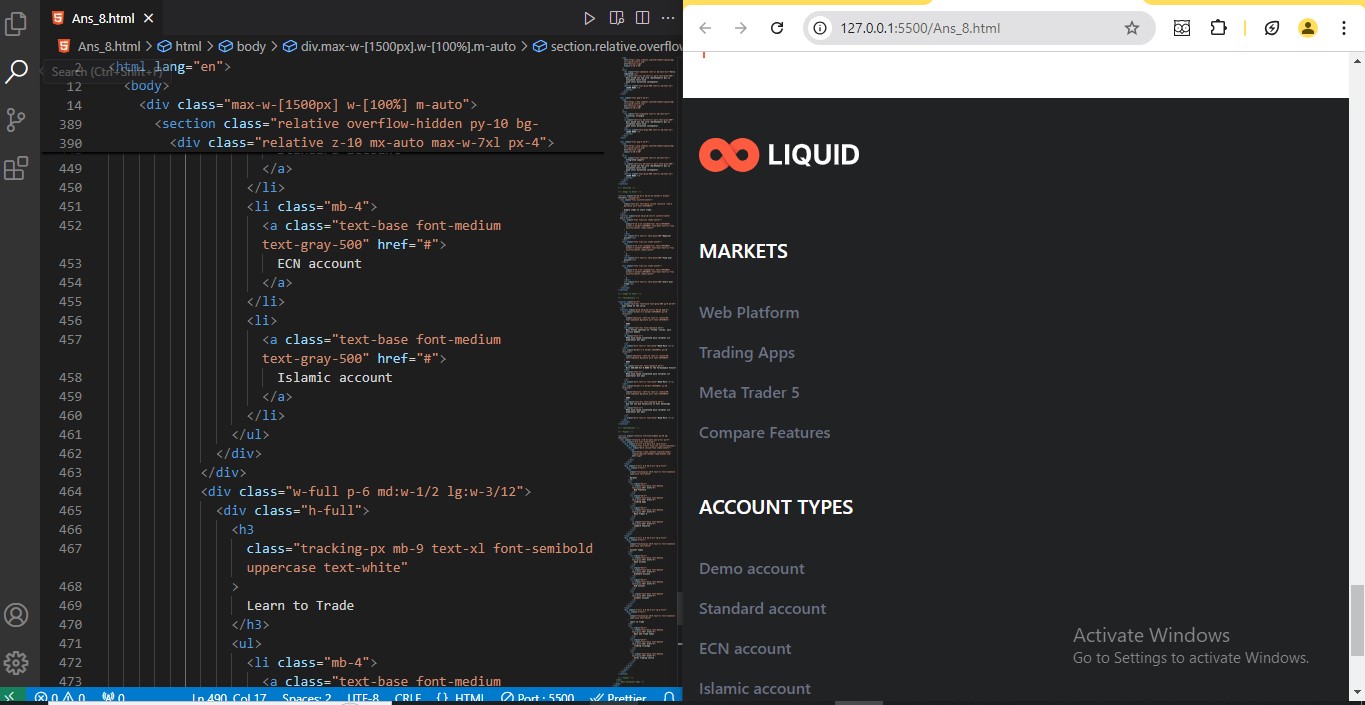 Ans_8.html
127.0.0.1:5500/Ans_8.html
Ans_8.html > html > body > div.max-w-[1500px].w-[100%].m-auto > section.relative.overflow
Search (Ctrl+Shift+F)
2 <html lang="en">
12 <body>
14 <div class="max-w-[1500px] w-[100%] m-auto">
389 <section class="relative overflow-hidden py-10 bg-
390 <div class="relative z-10 mx-auto max-w-7xl px-4">
449 </a>
450 </li>
451 <li class="mb-4">
452 <a class="text-base font-medium
text-gray-500" href="#">
453 ECN account
454 </a>
455 </li>
456 <li>
457 <a class="text-base font-medium
text-gray-500" href="#">
458 Islamic account
459 </a>
460 </li>
461 </ul>
462 </div>
463 </div>
464 <div class="w-full p-6 md:w-1/2 lg:w-3/12">
465 <div class="h-full">
466 <h3
467 class="tracking-px mb-9 text-xl font-semibold
uppercase text-white"
468 >
469 Learn to Trade
470 </h3>
471 <ul>
472 <li class="mb-4">
473 <a class="text-base font-medium
0 0 0 Ln 490, Col 17 Spaces: 2 UTF-8 CRLF {} HTML Port : 5500 Prettier
LIQUID
MARKETS
Web Platform
Trading Apps
Meta Trader 5
Compare Features
ACCOUNT TYPES
Demo account
Standard account
ECN account
Islamic account
Activate Windows
Go to Settings to activate Windows.